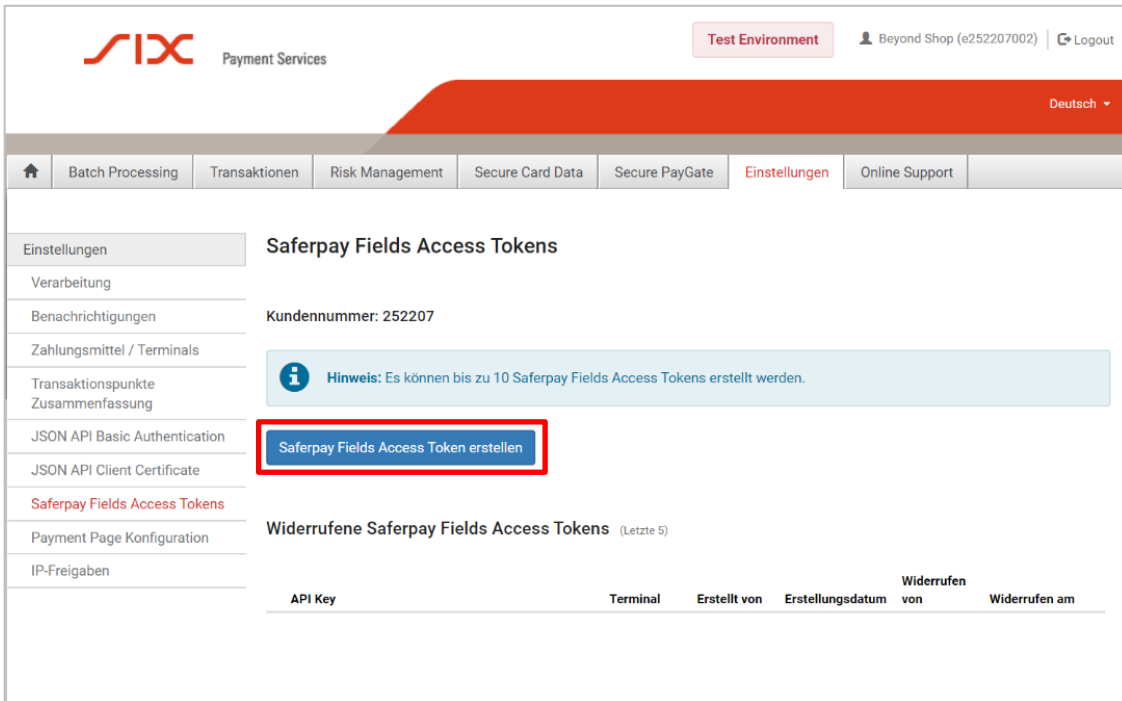 SIX Payment Services
Test Environment
Beyond Shop (e252207002)
Logout
Deutsch
Batch Processing
Transaktionen
Risk Management
Secure Card Data
Secure PayGate
Einstellungen
Online Support
Einstellungen
Verarbeitung
Benachrichtigungen
Zahlungsmittel / Terminals
Transaktionspunkte
Zusammenfassung
JSON API Basic Authentication
JSON API Client Certificate
Saferpay Fields Access Tokens
Payment Page Konfiguration
IP-Freigaben
Saferpay Fields Access Tokens
Kundennummer: 252207
Hinweis: Es können bis zu 10 Saferpay Fields Access Tokens erstellt werden.
Saferpay Fields Access Token erstellen
Widerrufene Saferpay Fields Access Tokens (Letzte 5)
API Key
Terminal
Erstellt von
Erstellungsdatum
Widerrufen
von
Widerrufen am